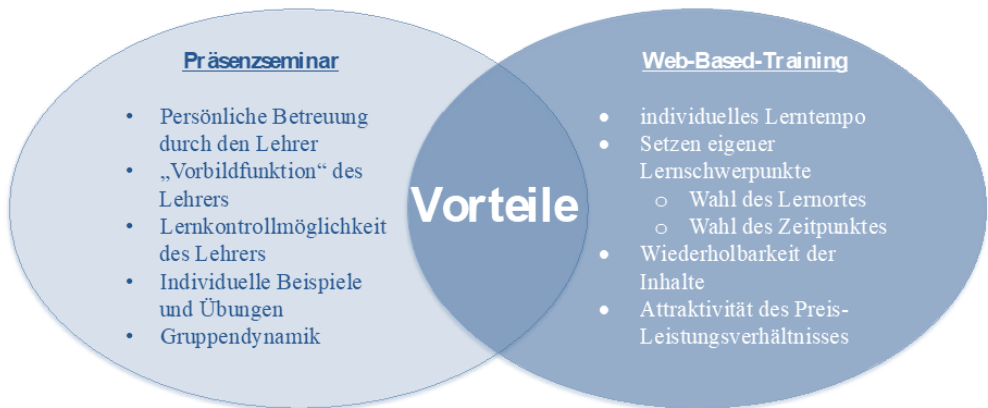 Präsenzseminar
• Persönliche Betreuung
durch den Lehrer
• „Vorbildfunktion“ des
Lehrers
• Lernkontrollmöglichkeit
des Lehrers
• Individuelle Beispiele
und Übungen
• Gruppendynamik
Vorteile
Web-Based-Training
• individuelles Lerntempo
• Setzen eigener
Lernschwerpunkte
o Wahl des Lernortes
o Wahl des Zeitpunktes
• Wiederholbarkeit der
Inhalte
• Attraktivität des Preis-
Leistungsverhältnisses